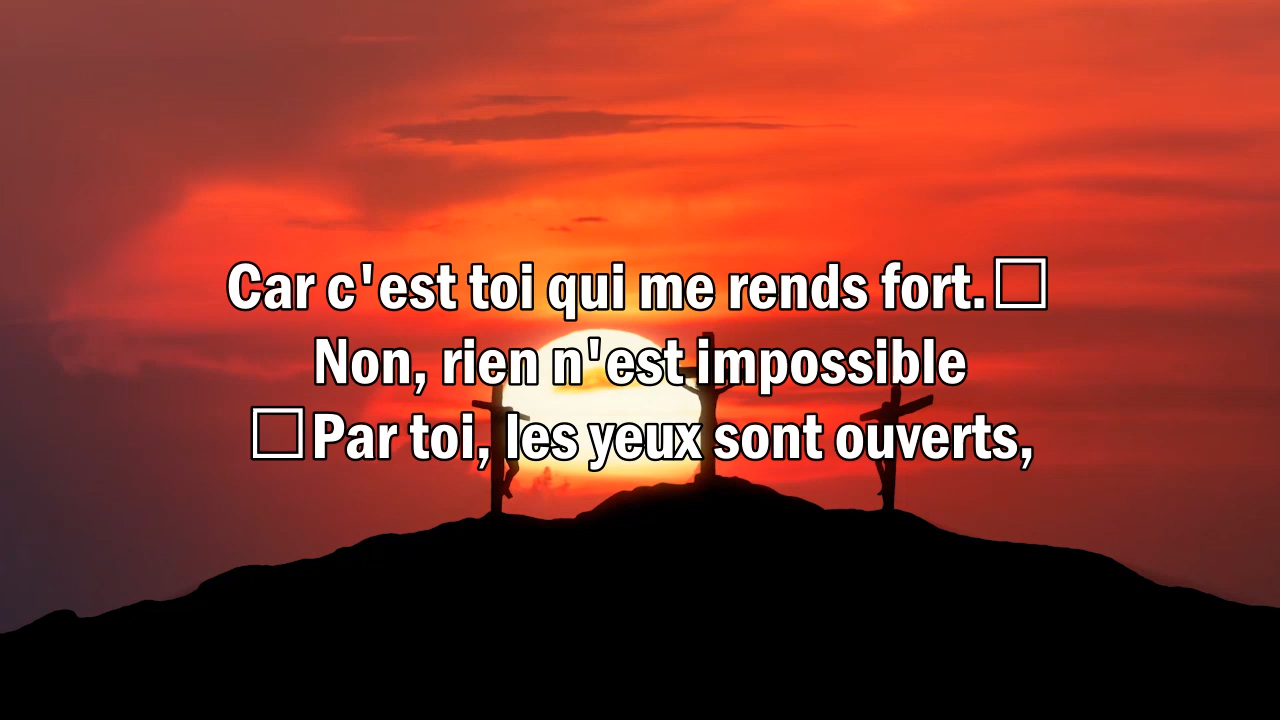 Car c'est toi qui me rends fort.□
Non, rien n'est impossible
□Par toi, les yeux sont ouverts,